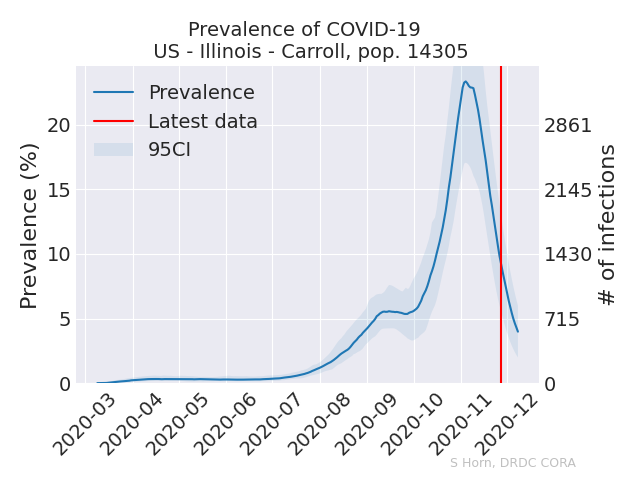 Prevalence of COVID-19
US - Illinois - Carroll, pop. 14305
Prevalence
Latest data
95CI
Prevalence (%)
20
15
10
5
0
2861
2145
1430
715
0
# of infections
2020-03
2020-04
2020-05
2020-06
2020-07
2020-08
2020-09
2020-10
2020-11
2020-12
S Horn, DRDC CORA